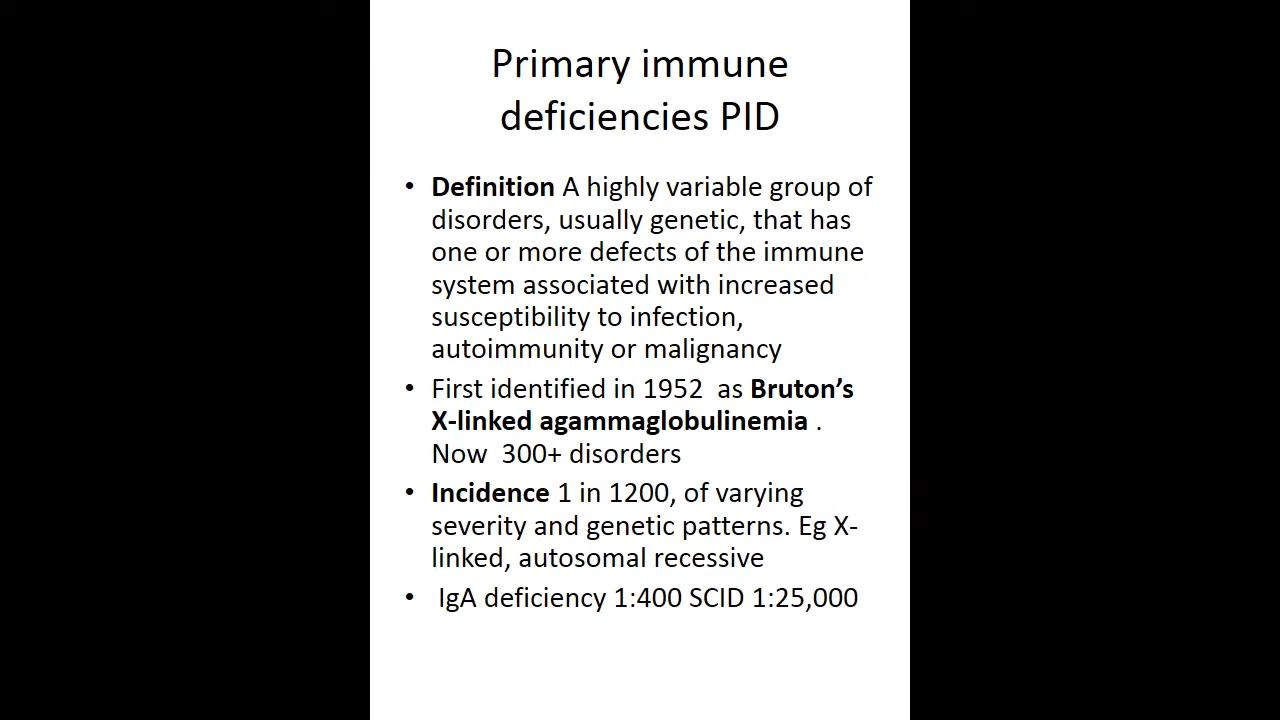 Primary immune
deficiencies PID
• Definition A highly variable group of
disorders, usually genetic, that has
one or more defects of the immune
system associated with increased
susceptibility to infection,
autoimmunity or malignancy
• First identified in 1952  as Bruton’s
X-linked agammaglobulinemia .
Now  300+ disorders
• Incidence 1 in 1200, of varying
severity and genetic patterns. Eg X-
linked, autosomal recessive
•  IgA deficiency 1:400 SCID 1:25,000